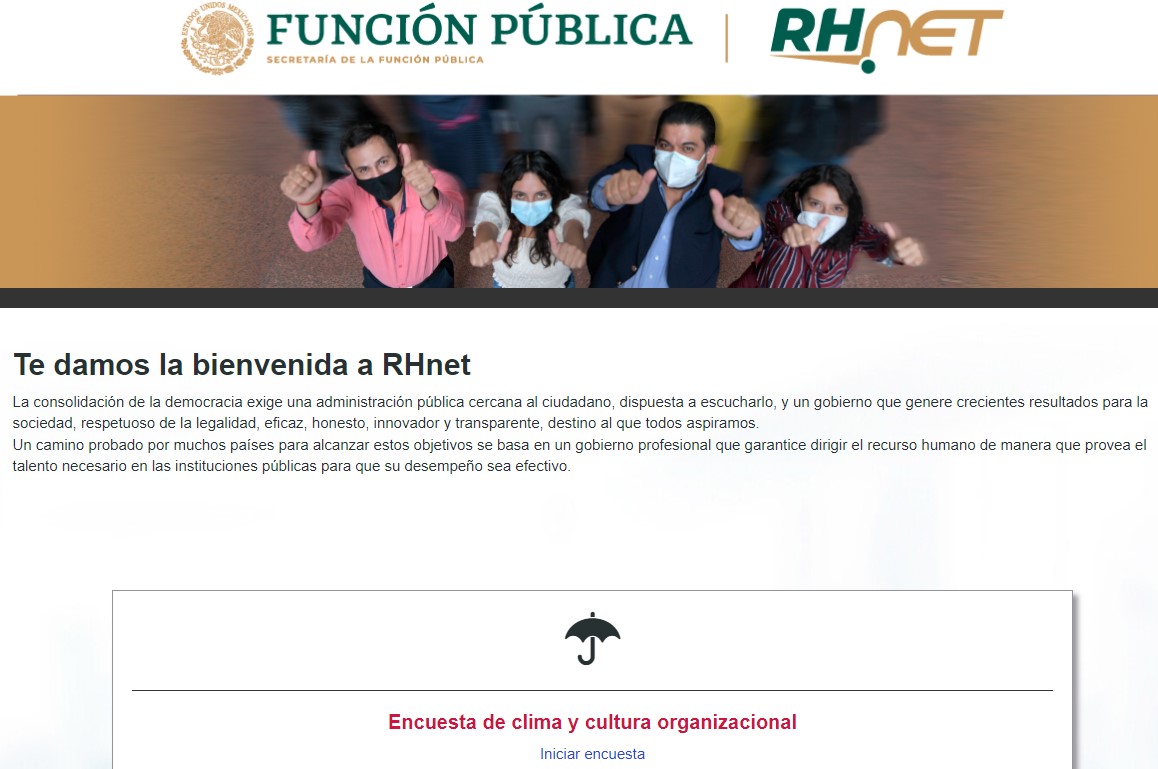 ESTADOS UNIDOS MEXICANOS
FUNCIÓN PÚBLICA
SECRETARÍA DE LA FUNCIÓN PÚBLICA
RHNET
Te damos la bienvenida a RHnet
La consolidación de la democracia exige una administración pública cercana al ciudadano, dispuesta a escucharlo, y un gobierno que genere crecientes resultados para la
sociedad, respetuoso de la legalidad, eficaz, honesto, innovador y transparente, destino al que todos aspiramos.
Un camino probado por muchos países para alcanzar estos objetivos se basa en un gobierno profesional que garantice dirigir el recurso humano de manera que provea el
talento necesario en las instituciones públicas para que su desempeño sea efectivo.
Encuesta de clima y cultura organizacional
Iniciar encuesta